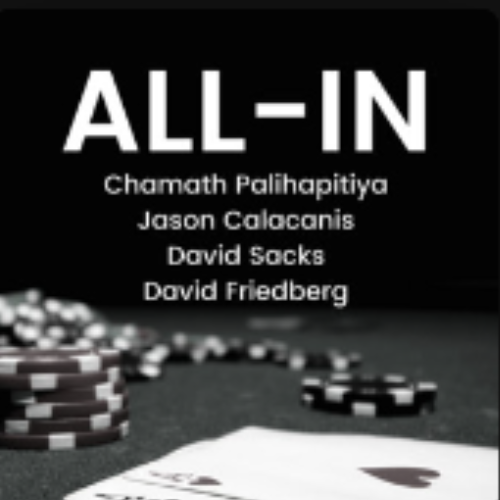 ALL-IN
Chamath Palihapitiya
Jason Calacanis
David Sacks
David Friedberg